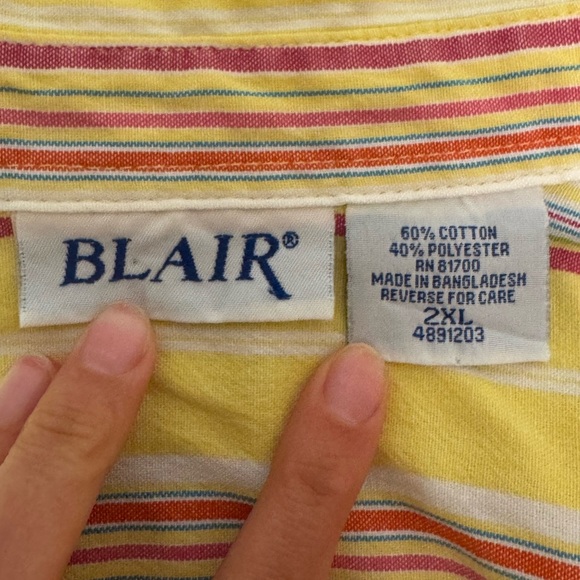 BLAIR®
60% COTTON
40% POLYESTER
RN 81700
MADE IN BANGLADESH
REVERSE FOR CARE
2XL
4891203